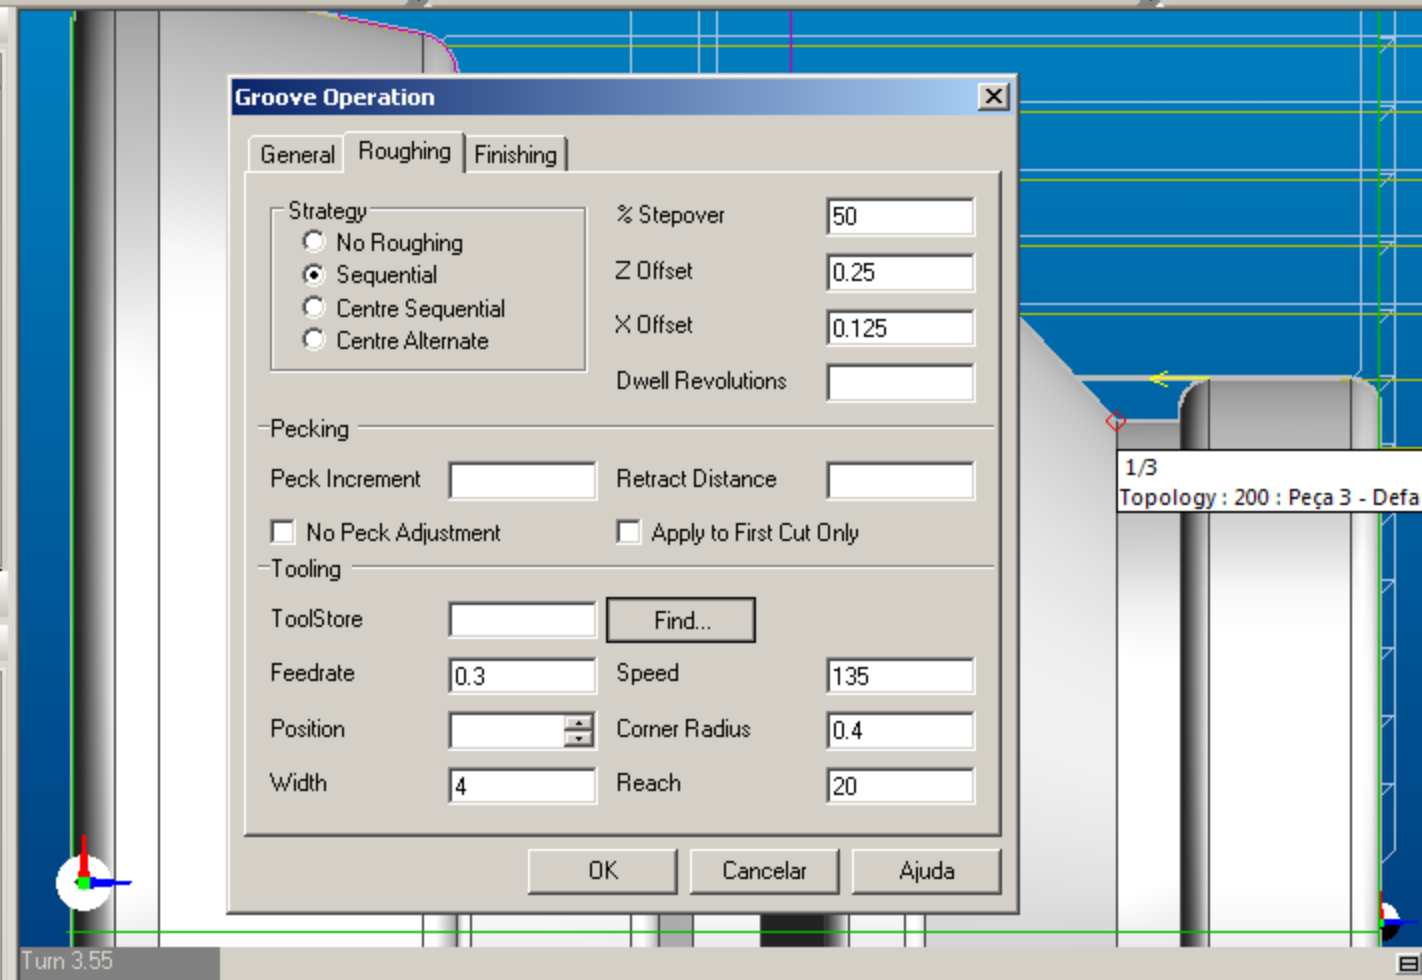 Groove Operation
General Roughing Finishing
Strategy
No Roughing
Sequential
Centre Sequential
Centre Alternate
% Stepover 50
Z Offset 0.25
X Offset 0.125
Dwell Revolutions
Pecking
Peck Increment Retract Distance
No Peck Adjustment Apply to First Cut Only
Tooling
ToolStore Find...
Feedrate 0.3 Speed 135
Position Corner Radius 0.4
Width 4 Reach 20
OK Cancelar Ajuda
1/3
Topology : 200 : Peça 3 - Defa
Turn 3.55